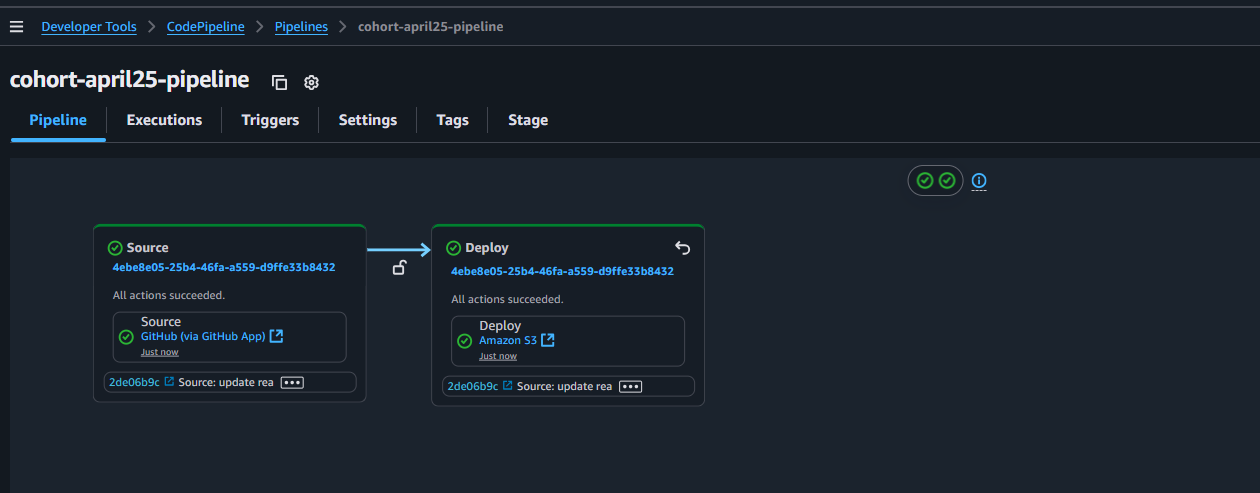 Developer Tools > CodePipeline > Pipelines > cohort-april25-pipeline
cohort-april25-pipeline
Pipeline Executions Triggers Settings Tags Stage
Source
4ebe8e05-25b4-46fa-a559-d9ffe33b8432
All actions succeeded.
Source
GitHub (via GitHub App)
Just now
2de06b9c Source: update rea
Deploy
4ebe8e05-25b4-46fa-a559-d9ffe33b8432
All actions succeeded.
Deploy
Amazon S3
Just now
2de06b9c Source: update rea